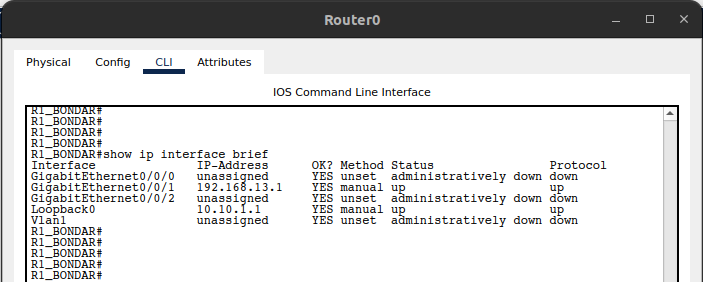 Router0
Physical Config CLI Attributes
IOS Command Line Interface
R1_BONDAR#
R1_BONDAR#
R1_BONDAR#
R1_BONDAR#
R1_BONDAR#show ip interface brief
Interface              IP-Address      OK? Method Status                Protocol
GigabitEthernet0/0/0   unassigned      YES unset  administratively down down
GigabitEthernet0/0/1   192.168.13.1    YES manual up                    up
GigabitEthernet0/0/2   unassigned      YES unset  administratively down down
Loopback0              10.10.1.1       YES manual up                    up
Vlan1                  unassigned      YES unset  administratively down down
R1_BONDAR#
R1_BONDAR#
R1_BONDAR#
R1_BONDAR#
R1_BONDAR#